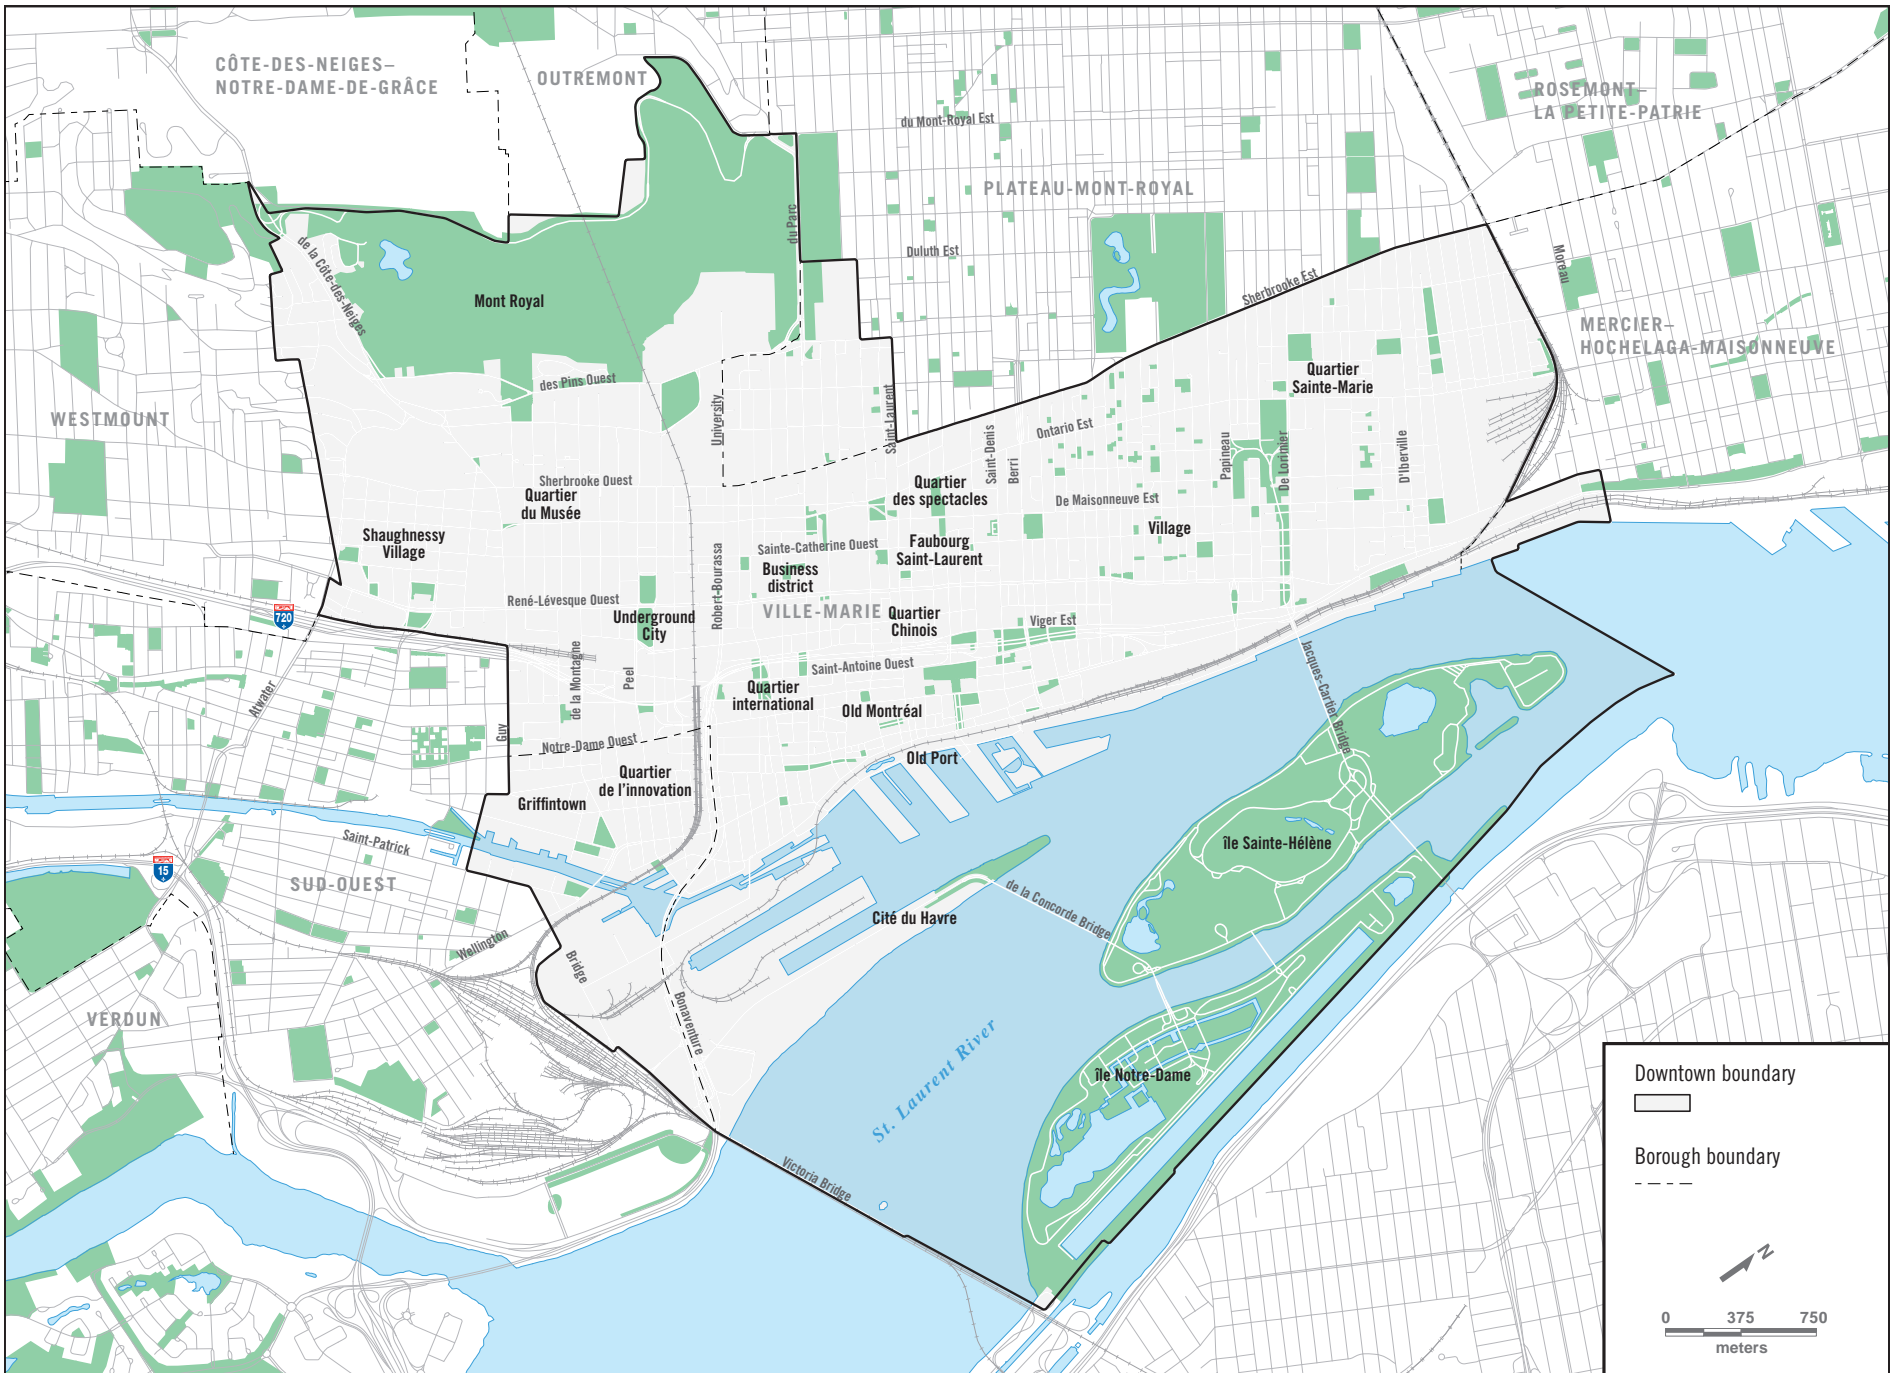 CÔTE-DES-NEIGES–
NOTRE-DAME-DE-GRÂCE
OUTREMONT
ROSEMONT–
LA PETITE-PATRIE
du Mont-Royal Est
PLATEAU-MONT-ROYAL
du Parc
Duluth Est
de la Côte-des-Neiges
Mont Royal
Sherbrooke Est
Moreau
MERCIER–
HOCHELAGA-MAISONNEUVE
Quartier
Sainte-Marie
des Pins Ouest
WESTMOUNT
University
Saint-Laurent
Saint-Denis
Berri
Ontario Est
Papineau
De Lorimier
D'Iberville
Sherbrooke Ouest
Quartier
du Musée
Quartier
des spectacles
De Maisonneuve Est
Village
Shaughnessy
Village
Sainte-Catherine Ouest
Faubourg
Saint-Laurent
Business
district
Robert-Bourassa
René-Lévesque Ouest
VILLE-MARIE
Quartier
Chinois
Underground
City
Viger Est
720
Saint-Antoine Ouest
de la Montagne
Peel
Quartier
international
Old Montréal
Jacques-Cartier Bridge
Atwater
Guy
Notre-Dame Ouest
Old Port
Quartier
de l'innovation
Griffintown
Saint-Patrick
île Sainte-Hélène
15
SUD-OUEST
de la Concorde Bridge
Cité du Havre
Wellington
Bridge
Bonaventure
VERDUN
St. Laurent River
île Notre-Dame
Victoria Bridge
Downtown boundary
Borough boundary
N
0 375 750
meters